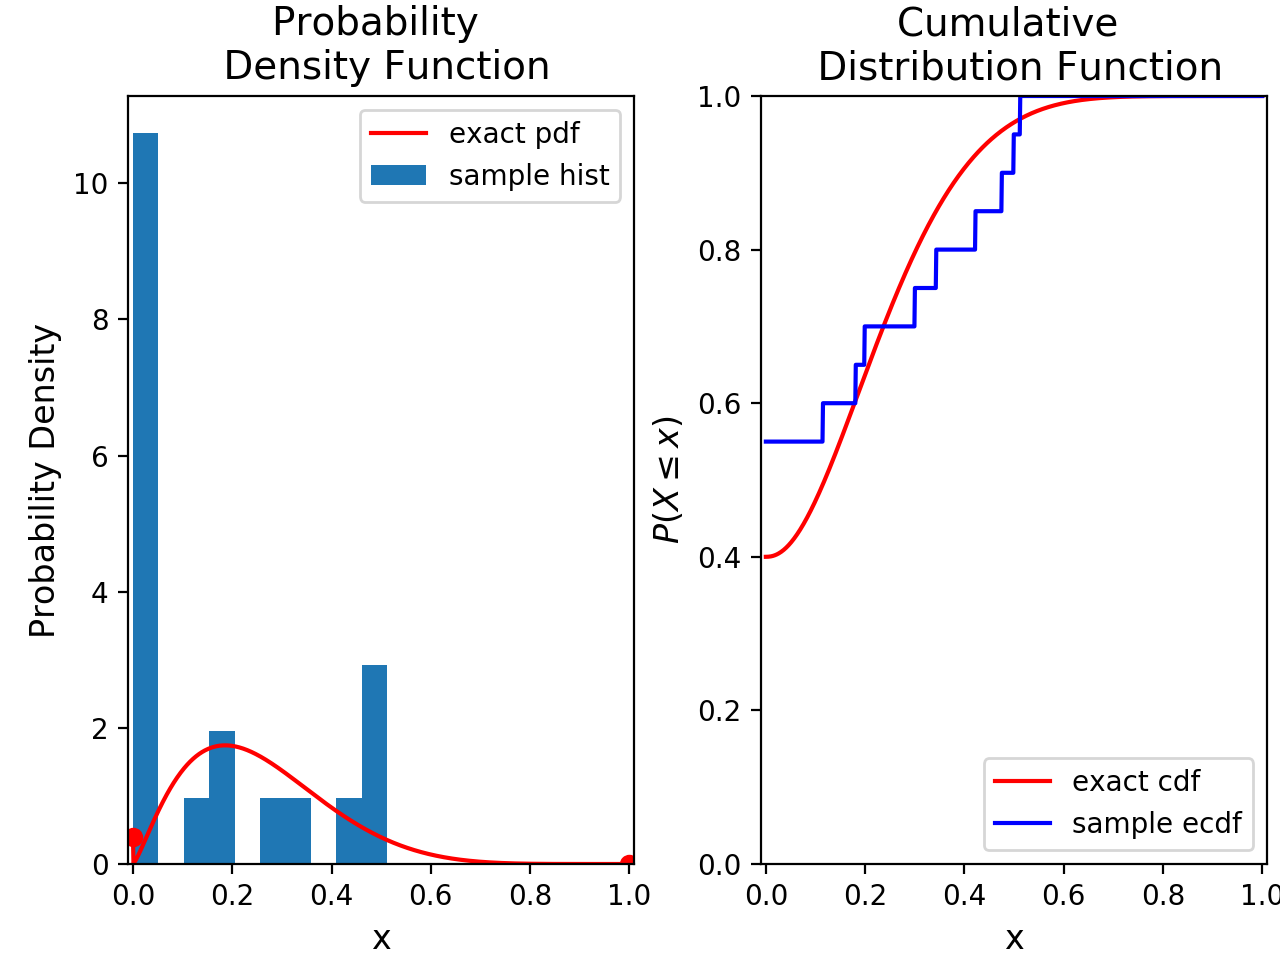 Probability
Density Function
exact pdf
sample hist
10
8
6
4
2
0
Probability Density
0.0 0.2 0.4 0.6 0.8 1.0
x
Cumulative
Distribution Function
1.0
0.8
0.6
0.4
0.2
0.0
P(X ≤ x)
exact cdf
sample ecdf
0.0 0.2 0.4 0.6 0.8 1.0
x